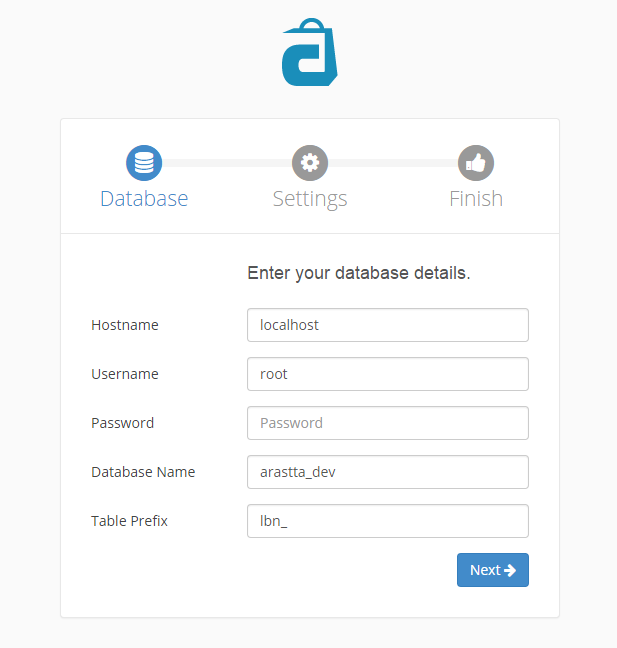 Database Settings Finish
Enter your database details.
Hostname localhost
Username root
Password Password
Database Name arastta_dev
Table Prefix lbn_
Next